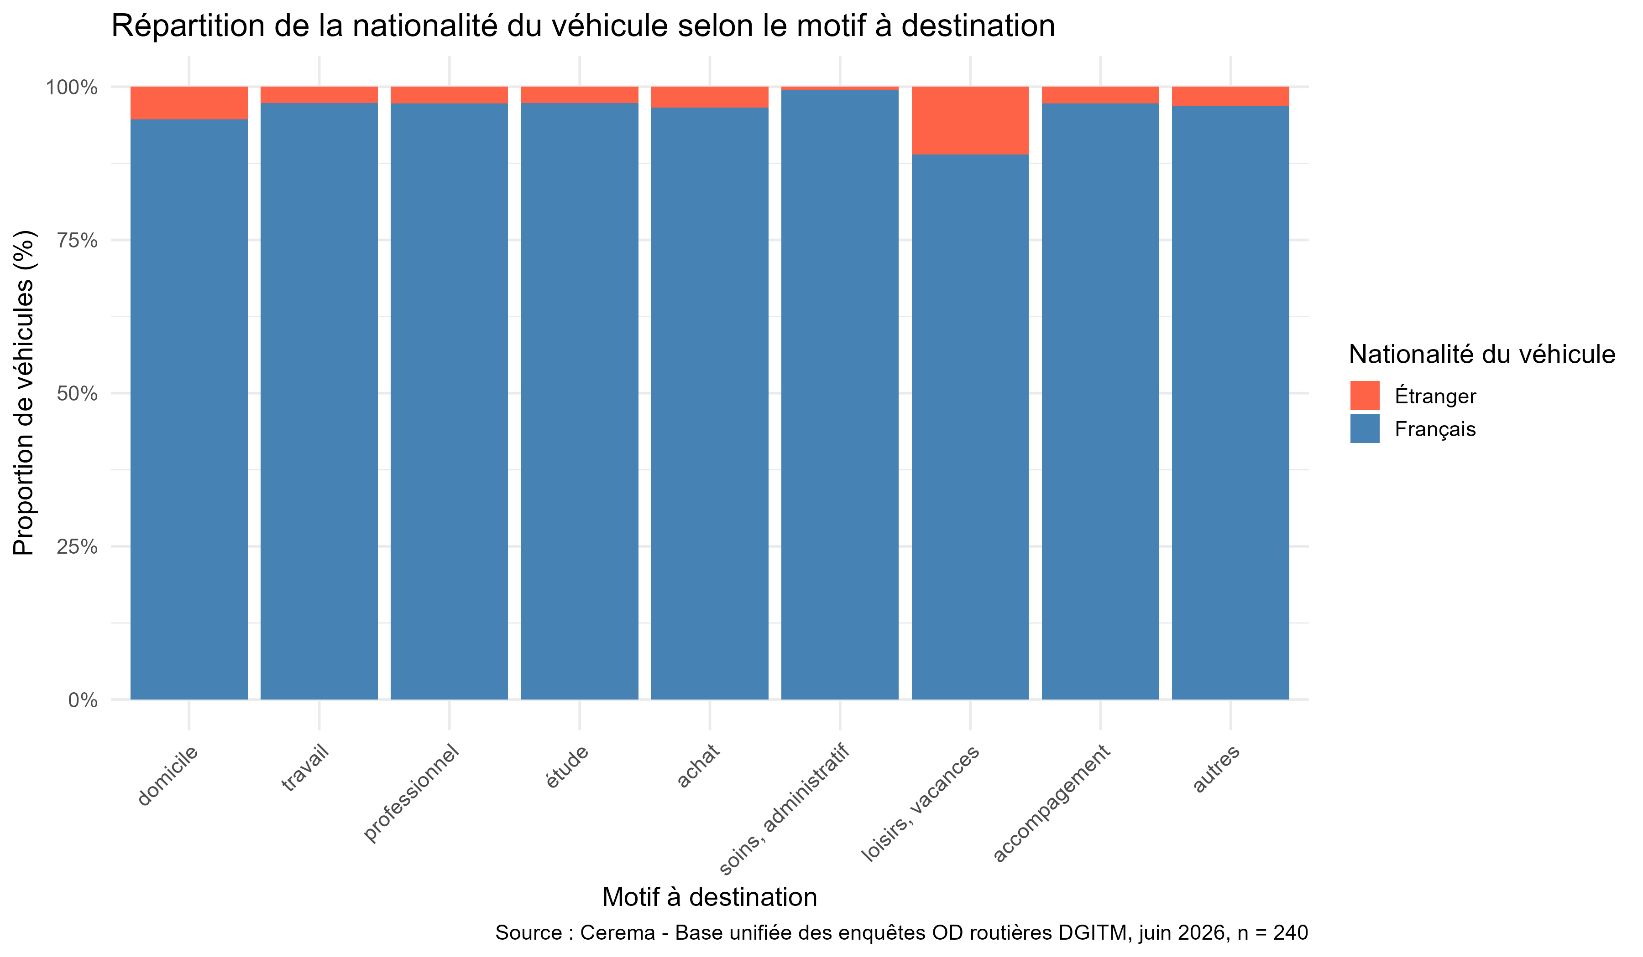 Répartition de la nationalité du véhicule selon le motif à destination
Proportion de véhicules (%)
100%
75%
50%
25%
0%
domicile
travail
professionnel
étude
achat
soins, administratif
loisirs, vacances
accompagement
autres
Motif à destination
Nationalité du véhicule
Étranger
Français
Source : Cerema - Base unifiée des enquêtes OD routières DGITM, juin 2026, n = 240